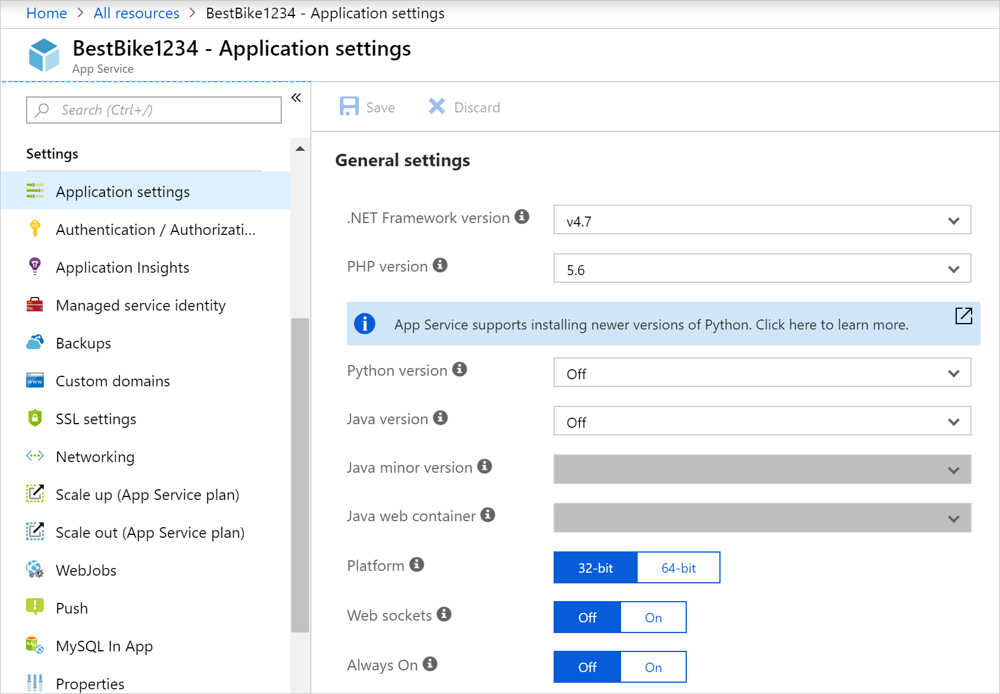 Home > All resources > BestBike1234 - Application settings
BestBike1234 - Application settings
App Service
Search (Ctrl+/)
«
Settings
Application settings
Authentication / Authorizati...
Application Insights
Managed service identity
Backups
Custom domains
www
SSL settings
Networking
Scale up (App Service plan)
Scale out (App Service plan)
WebJobs
Push
MySQL In App
My
Properties
Save
Discard
General settings
.NET Framework version
v4.7
PHP version
5.6
App Service supports installing newer versions of Python. Click here to learn more.
Python version
Off
Java version
Off
Java minor version
Java web container
Platform
32-bit 64-bit
Web sockets
Off On
Always On
Off On